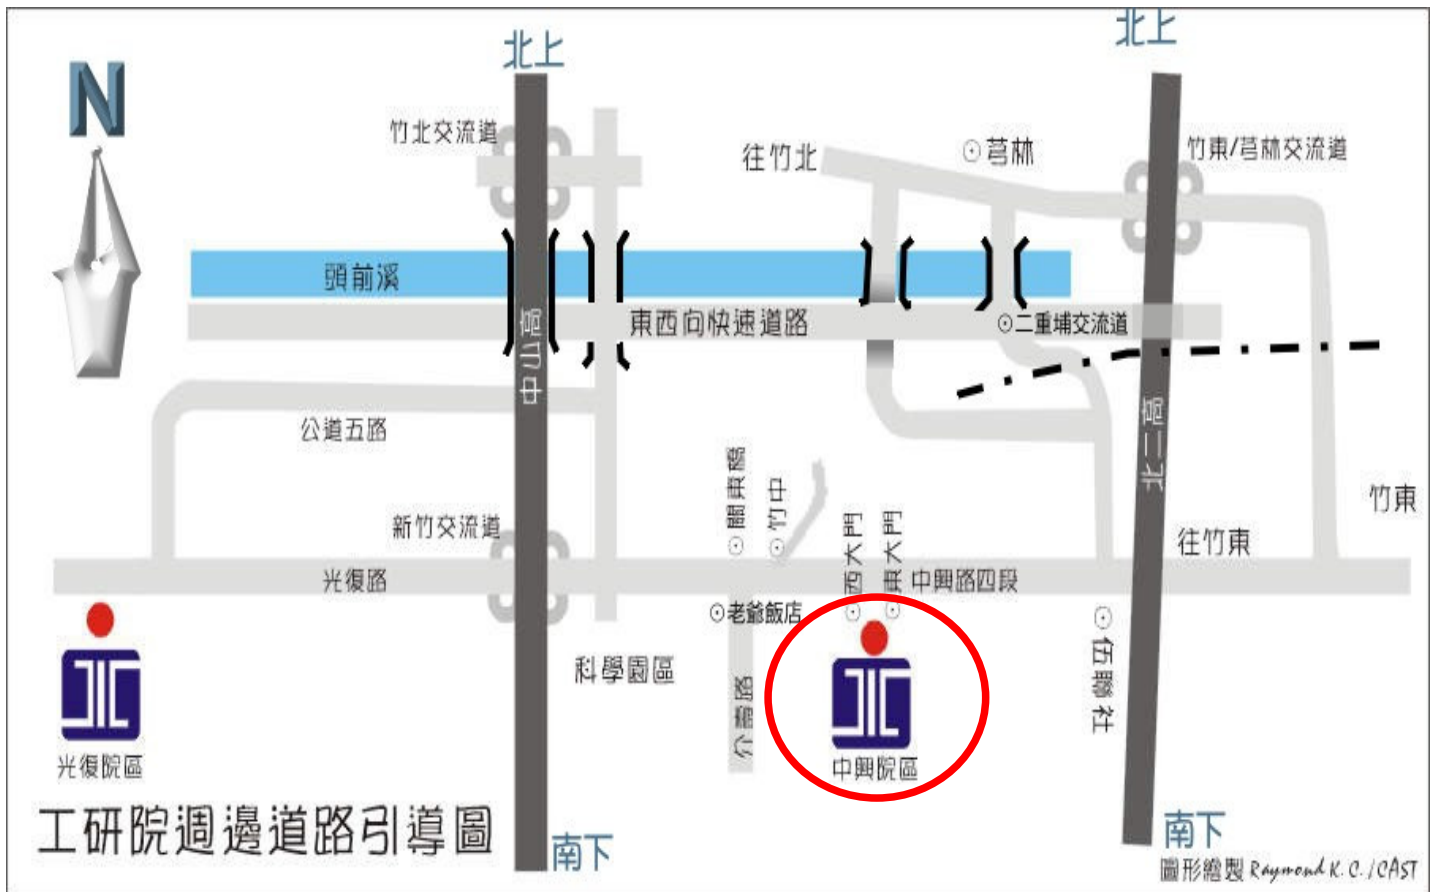 北上
北上
N
竹北交流道
往竹北
⊙芎林
竹東/芎林交流道
頭前溪
東西向快速道路
⊙二重埔交流道
中山高
公道五路
北二高
⊙關東橋
⊙竹中
竹東
新竹交流道
⊙西大門
⊙東大門
往竹東
光復路
中興路四段
⊙老爺飯店
⊙伍聯社
科學園區
介壽路
光復院區
中興院區
工研院週邊道路引導圖
南下
南下
圖形繪製 Raymond K. C. / CAST